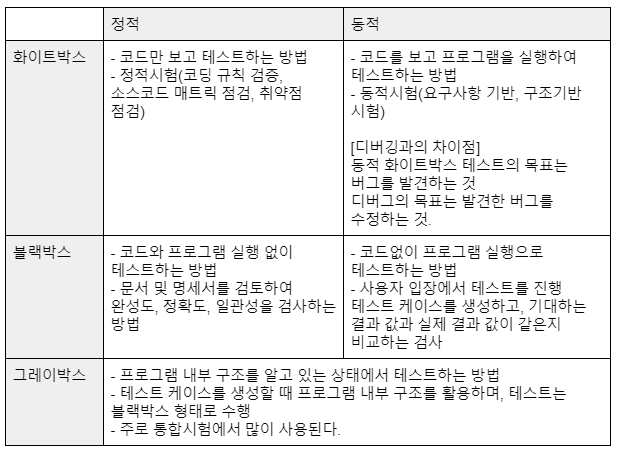 정적
동적
화이트박스
- 코드만 보고 테스트하는 방법
- 정적시험(코딩 규칙 검증,
소스코드 매트릭 점검, 취약점
점검)
- 코드를 보고 프로그램을 실행하여
테스트하는 방법
- 동적시험(요구사항 기반, 구조기반
시험)
[디버깅과의 차이점]
동적 화이트박스 테스트의 목표는
버그를 발견하는 것
디버그의 목표는 발견한 버그를
수정하는 것.
블랙박스
- 코드와 프로그램 실행 없이
테스트하는 방법
- 문서 및 명세서를 검토하여
완성도, 정확도, 일관성을 검사하는
방법
- 코드없이 프로그램 실행으로
테스트하는 방법
- 사용자 입장에서 테스트를 진행
테스트 케이스를 생성하고, 기대하는
결과 값과 실제 결과 값이 같은지
비교하는 검사
그레이박스
- 프로그램 내부 구조를 알고 있는 상태에서 테스트하는 방법
- 테스트 케이스를 생성할 때 프로그램 내부 구조를 활용하며, 테스트는
블랙박스 형태로 수행
- 주로 통합시험에서 많이 사용된다.